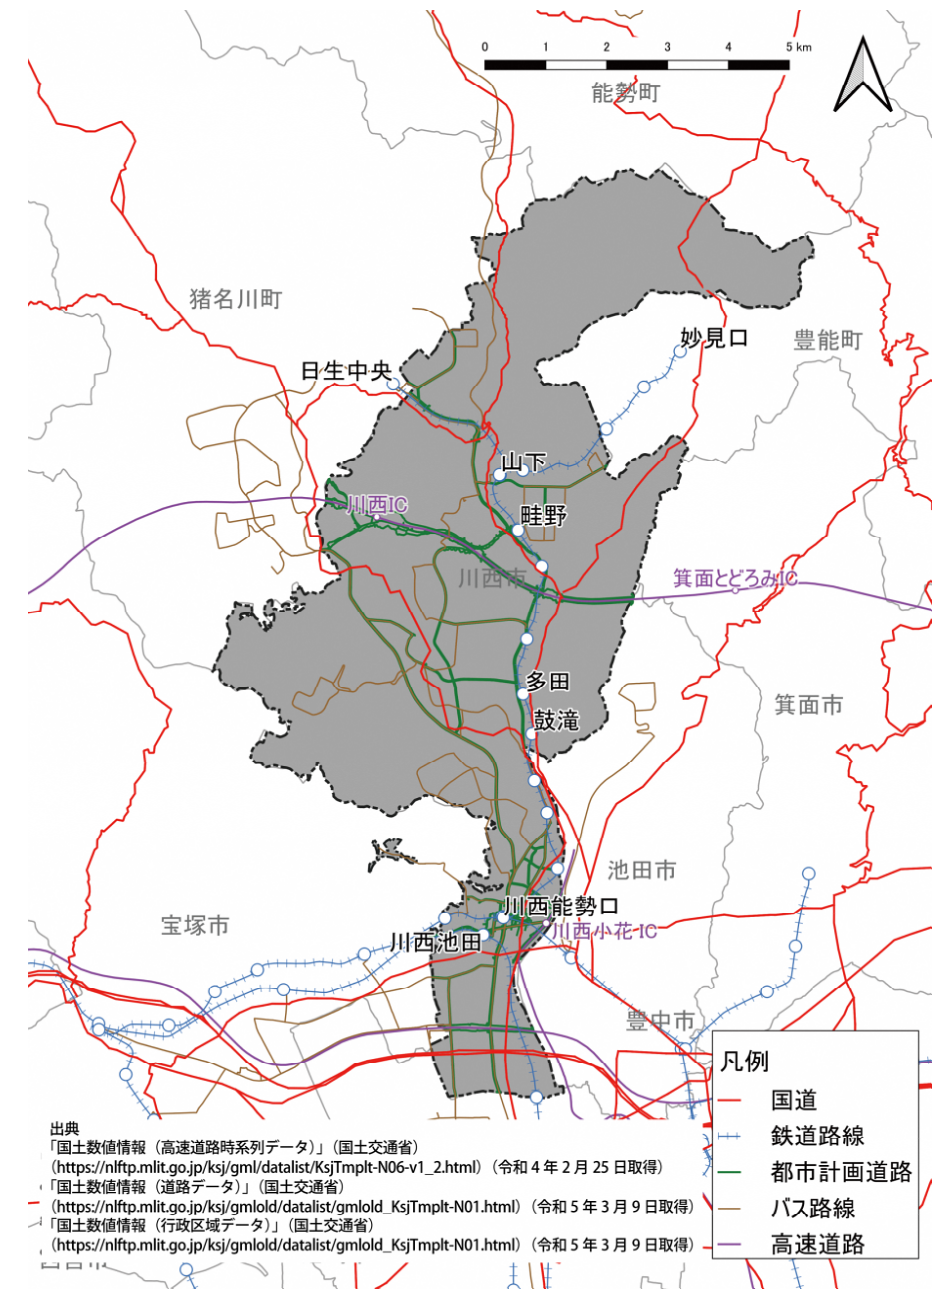 0 1 2 3 4 5 km
能勢町
猪名川町
妙見口
豊能町
日生中央
山下
川西IC
畦野
川西市
箕面とどろみIC
多田
箕面市
鼓滝
池田市
川西能勢口
宝塚市
川西小花 IC
川西池田
豊中市
凡例
国道
鉄道路線
都市計画道路
バス路線
高速道路
出典
「国土数値情報（高速道路時系列データ）」（国土交通省）
（https://nlftp.mlit.go.jp/ksj/gml/datalist/KsjTmplt-N06-v1_2.html）（令和 4 年 2 月 25 日取得）
「国土数値情報（道路データ）」（国土交通省）
（https://nlftp.mlit.go.jp/ksj/gmlold/datalist/gmlold_KsjTmplt-N01.html）（令和 5 年 3 月 9 日取得）
「国土数値情報（行政区域データ）」（国土交通省）
（https://nlftp.mlit.go.jp/ksj/gmlold/datalist/gmlold_KsjTmplt-N01.html）（令和 5 年 3 月 9 日取得）